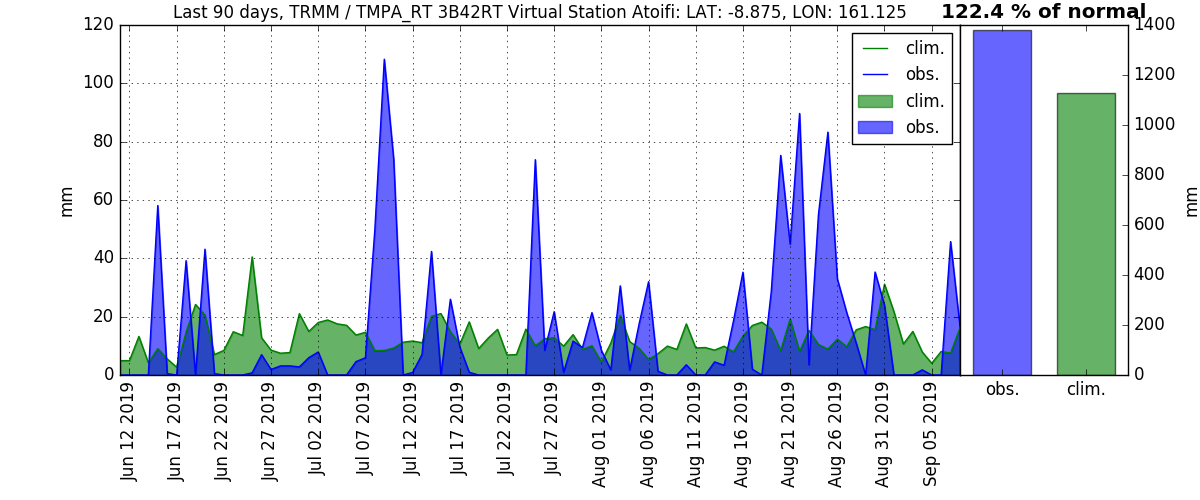 Last 90 days, TRMM / TMPA_RT 3B42RT Virtual Station Atoifi: LAT: -8.875, LON: 161.125
122.4 % of normal
120
100
80
60
40
20
0
mm
clim.
obs.
clim.
obs.
1400
1200
1000
800
600
400
200
0
mm
Jun 12 2019
Jun 17 2019
Jun 22 2019
Jun 27 2019
Jul 02 2019
Jul 07 2019
Jul 12 2019
Jul 17 2019
Jul 22 2019
Jul 27 2019
Aug 01 2019
Aug 06 2019
Aug 11 2019
Aug 16 2019
Aug 21 2019
Aug 26 2019
Aug 31 2019
Sep 05 2019
obs.
clim.